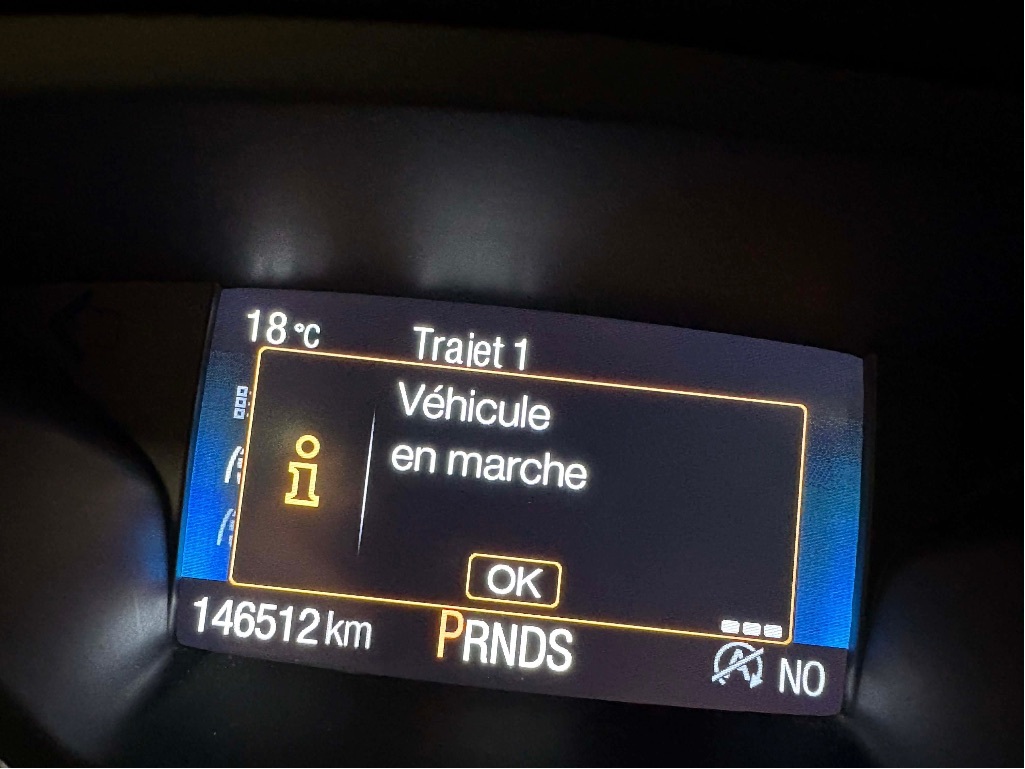 18 °C
Trajet 1
Véhicule
en marche
OK
146512 km
PRNDS
A
NO